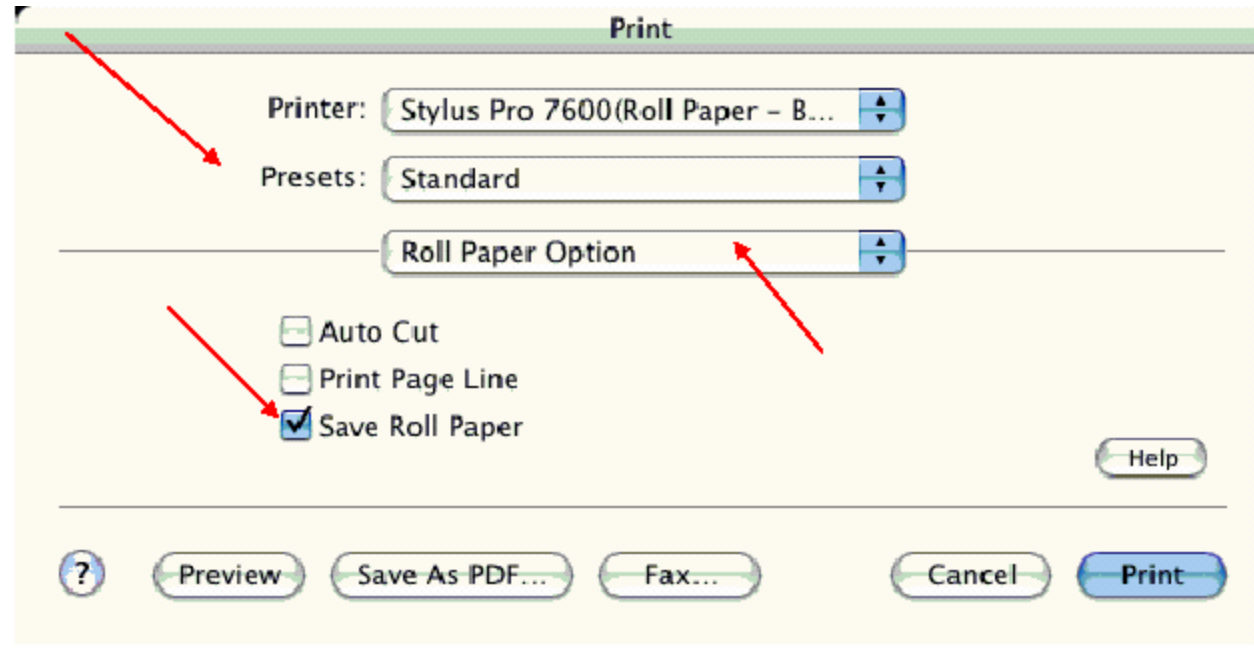 Print
Printer: Stylus Pro 7600(Roll Paper – B...
Presets: Standard
Roll Paper Option
Auto Cut
Print Page Line
Save Roll Paper
Help
? Preview Save As PDF... Fax... Cancel Print